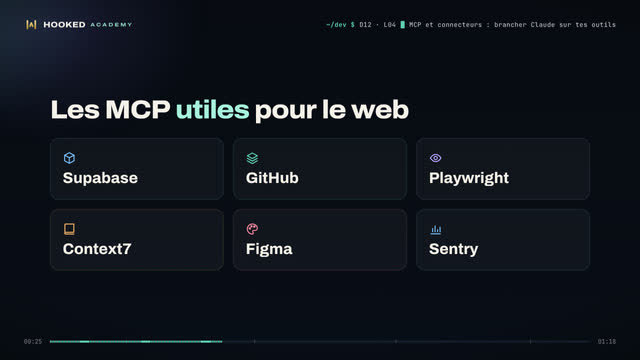 HOOKED ACADEMY
~/dev $ D12 · L04 MCP et connecteurs : brancher Claude sur tes outils
Les MCP utiles pour le web
Supabase
GitHub
Playwright
Context7
Figma
Sentry
00:25
01:18